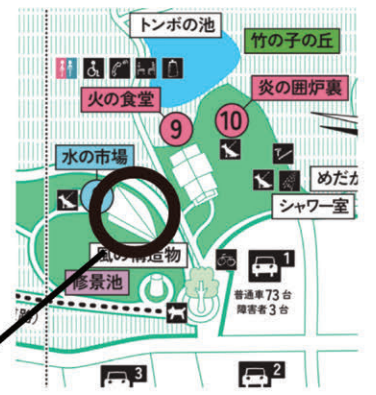 トンボの池
竹の子の丘
火の食堂
炎の囲炉裏
9
10
水の市場
めだか
シャワー室
風の構造物
修景池
1
普通車73台
障害者3台
3
2